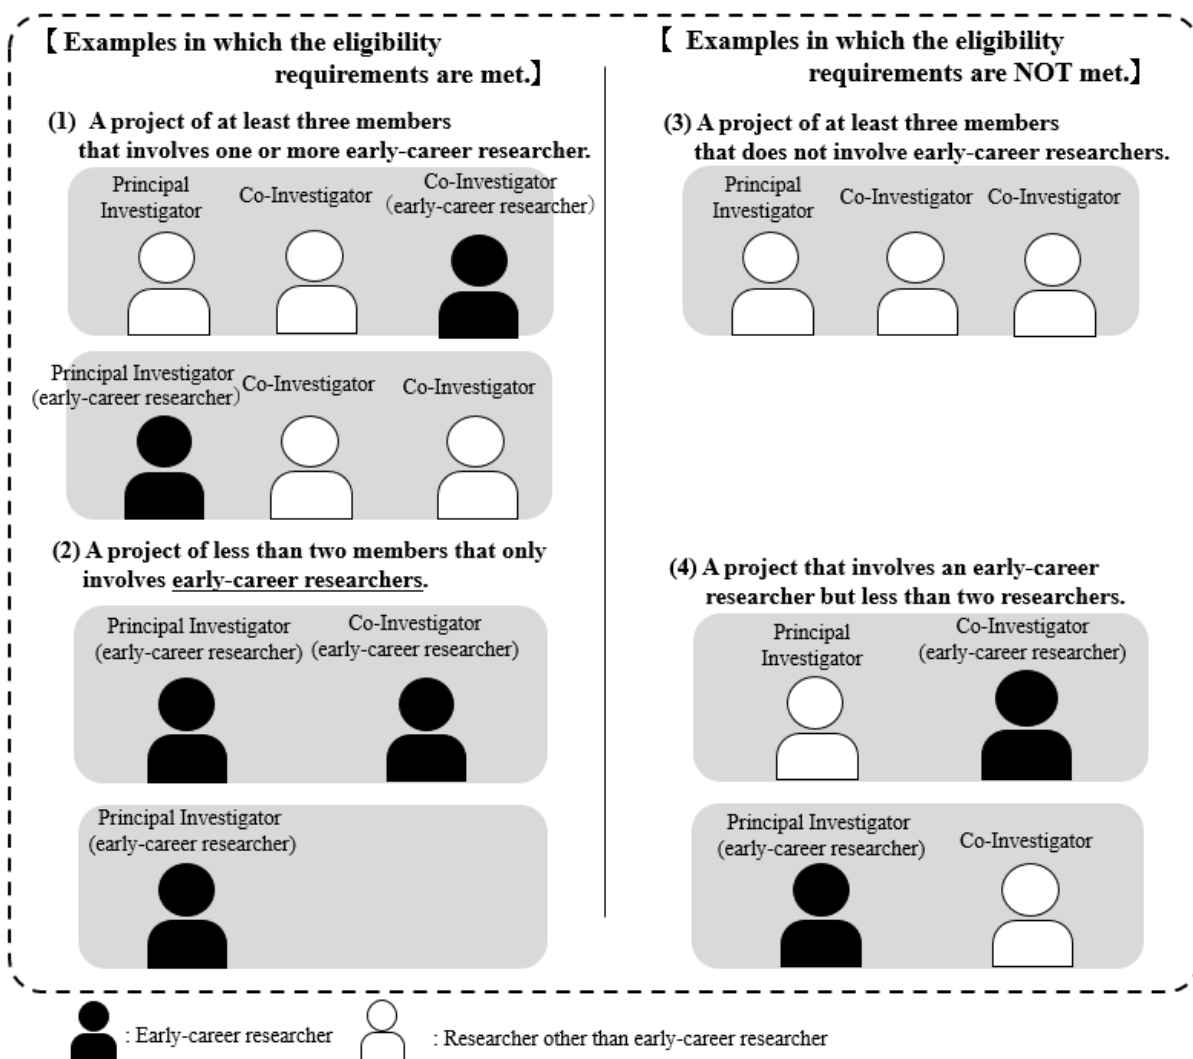 【 Examples in which the eligibility
requirements are met.】
(1) A project of at least three members
that involves one or more early-career researcher.
Principal
Investigator
Co-Investigator
Co-Investigator
(early-career researcher)
Principal Investigator
(early-career researcher)
Co-Investigator
Co-Investigator
(2) A project of less than two members that only
involves early-career researchers.
Principal Investigator
(early-career researcher)
Co-Investigator
(early-career researcher)
Principal Investigator
(early-career researcher)
【 Examples in which the eligibility
requirements are NOT met.】
(3) A project of at least three members
that does not involve early-career researchers.
Principal
Investigator
Co-Investigator
Co-Investigator
(4) A project that involves an early-career
researcher but less than two researchers.
Principal
Investigator
Co-Investigator
(early-career researcher)
Principal Investigator
(early-career researcher)
Co-Investigator
: Early-career researcher
: Researcher other than early-career researcher